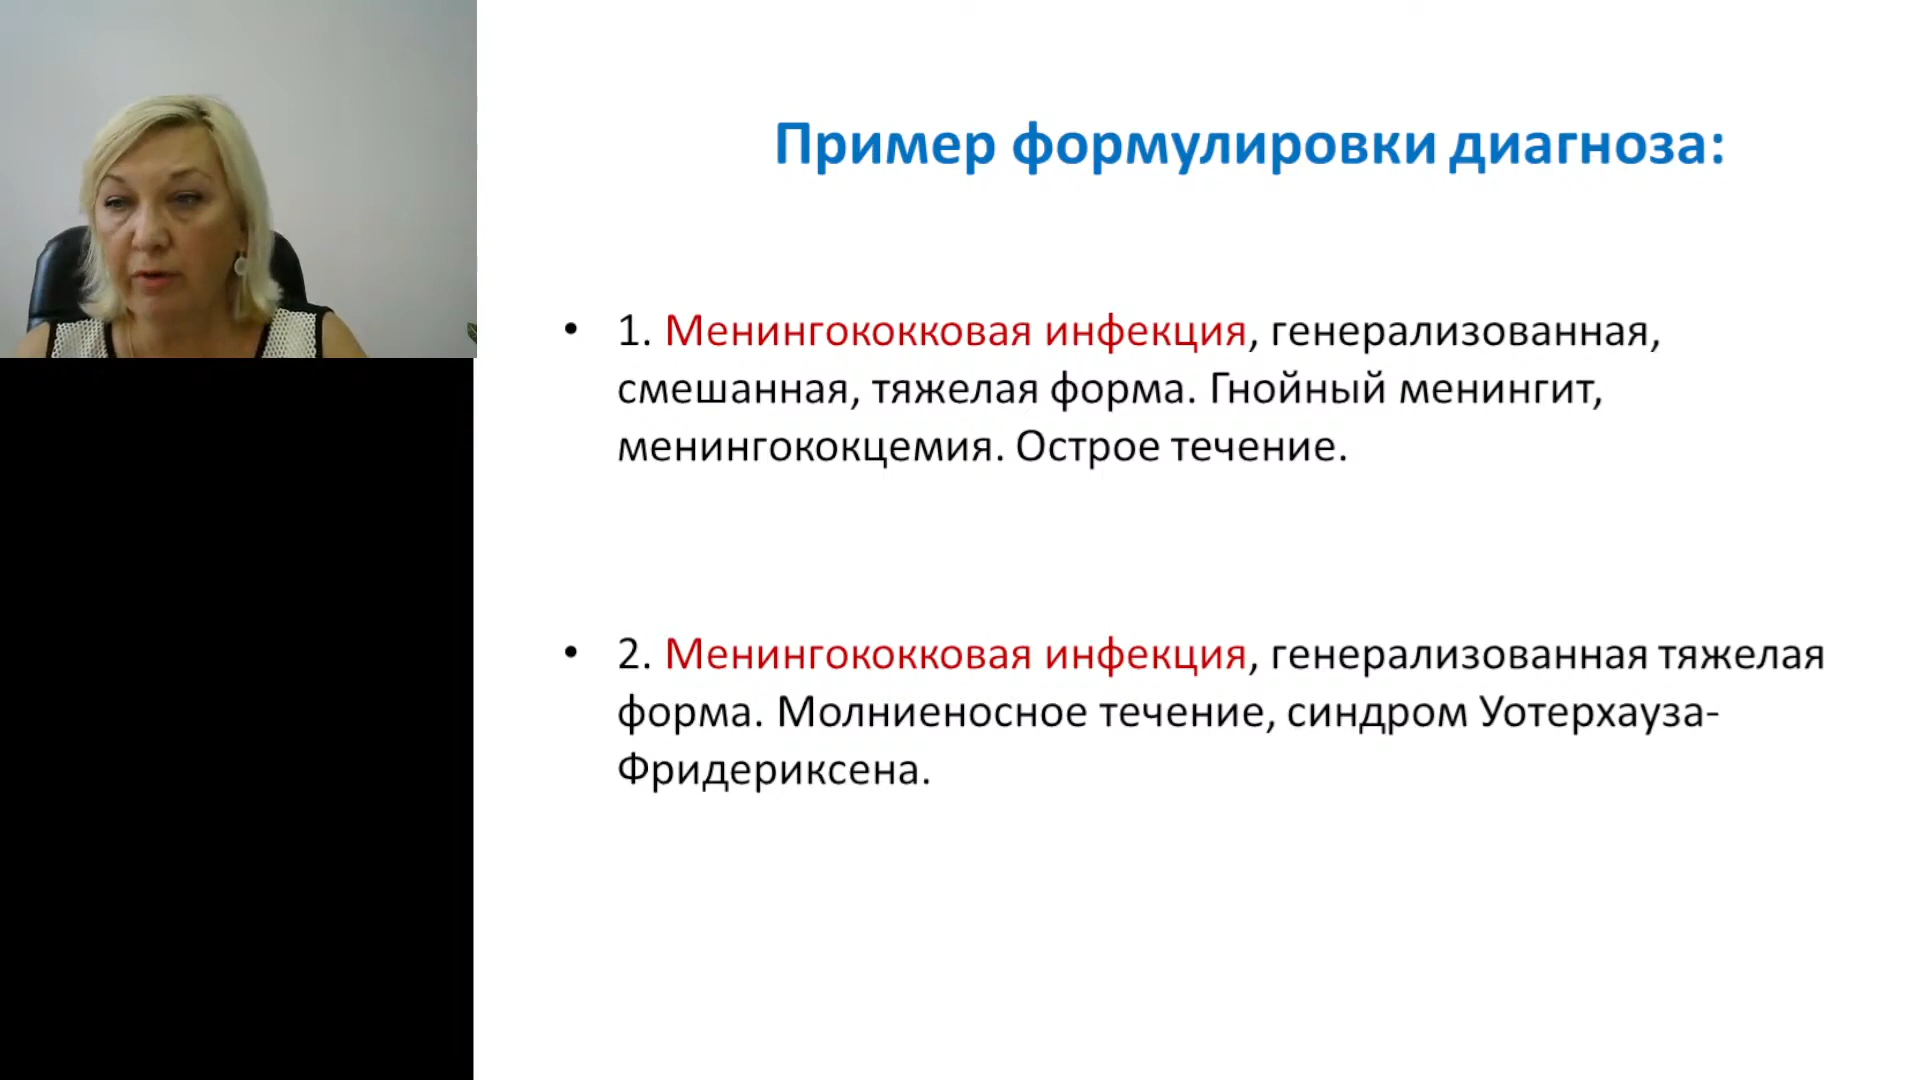 Пример формулировки диагноза:
• 1. Менингококковая инфекция, генерализованная,
смешанная, тяжелая форма. Гнойный менингит,
менингококцемия. Острое течение.
• 2. Менингококковая инфекция, генерализованная тяжелая
форма. Молниеносное течение, синдром Уотерхауза-
Фридериксена.